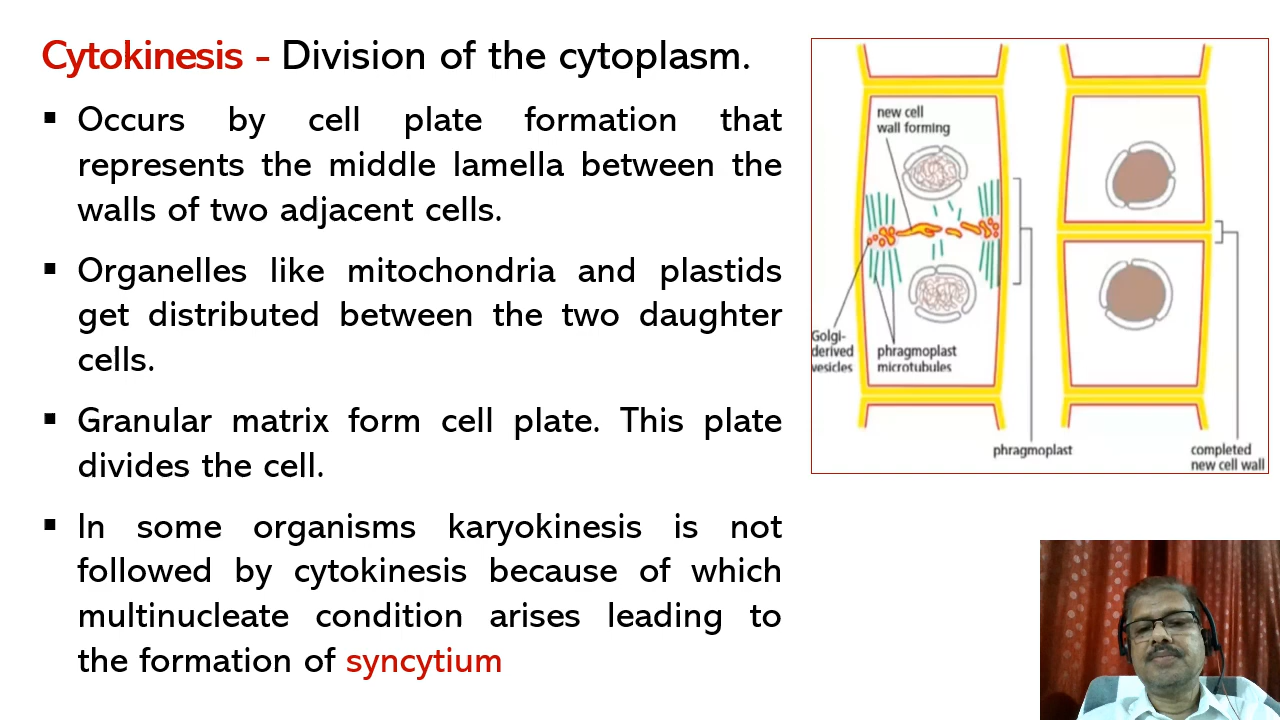 Cytokinesis - Division of the cytoplasm.
▪ Occurs by cell plate formation that
represents the middle lamella between the
walls of two adjacent cells.
▪ Organelles like mitochondria and plastids
get distributed between the two daughter
cells.
▪ Granular matrix form cell plate. This plate
divides the cell.
▪ In some organisms karyokinesis is not
followed by cytokinesis because of which
multinucleate condition arises leading to
the formation of syncytium
new cell
wall forming
Golgi-
derived
vesicles
phragmoplast
microtubules
phragmoplast
completed
new cell wall